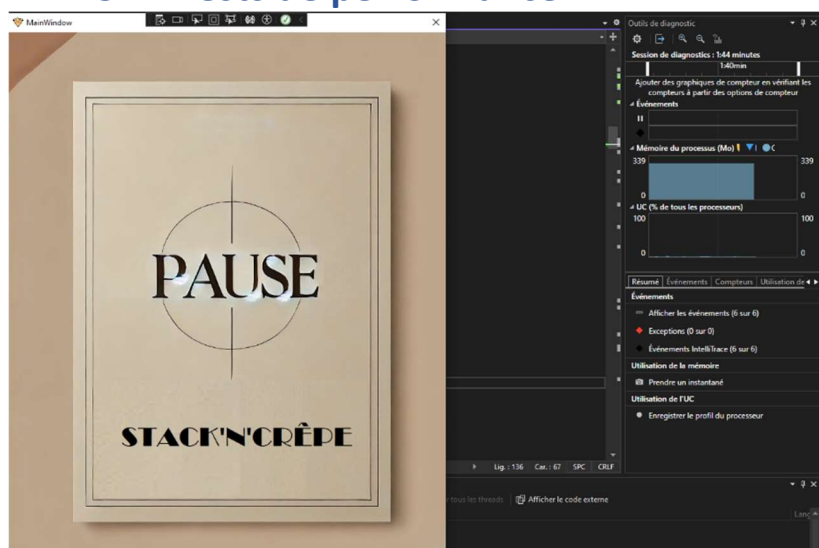 MainWindow
PAUSE
STACK'N'CRÊPE
Lig. : 136 Car. : 67 SPC CRLF
tous les threads Afficher le code externe
Outils de diagnostic
Session de diagnostics : 1:44 minutes
1:40min
Ajouter des graphiques de compteur en vérifiant les
compteurs à partir des options de compteur
Événements
Mémoire du processus (Mo)
339 339
0 0
UC (% de tous les processeurs)
100 100
0 0
Résumé Événements Compteurs Utilisation de
Événements
Afficher les événements (6 sur 6)
Exceptions (0 sur 0)
Événements IntelliTrace (6 sur 6)
Utilisation de la mémoire
Prendre un instantané
Utilisation de l'UC
Enregistrer le profil du processeur